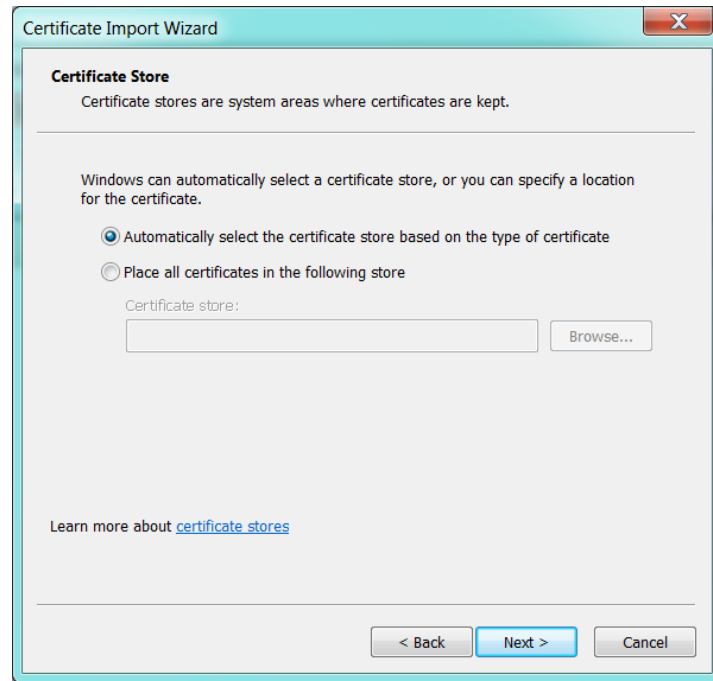 Certificate Import Wizard
Certificate Store
Certificate stores are system areas where certificates are kept.
Windows can automatically select a certificate store, or you can specify a location
for the certificate.
Automatically select the certificate store based on the type of certificate
Place all certificates in the following store
Certificate store:
Browse...
Learn more about certificate stores
< Back Next > Cancel